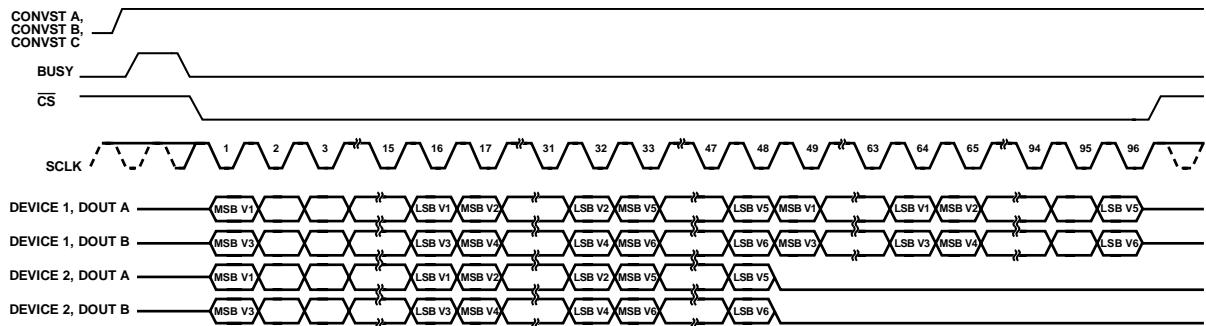 CONVST A,
CONVST B,
CONVST C
BUSY
CS
SCLK
1 2 3 15 16 17 31 32 33 47 48 49 63 64 65 94 95 96
DEVICE 1, DOUT A MSB V1 LSB V1 MSB V2 LSB V2 MSB V5 LSB V5 MSB V1 LSB V1 MSB V2 LSB V5
DEVICE 1, DOUT B MSB V3 LSB V3 MSB V4 LSB V4 MSB V6 LSB V6 MSB V3 LSB V3 MSB V4 LSB V6
DEVICE 2, DOUT A MSB V1 LSB V1 MSB V2 LSB V2 MSB V5 LSB V5
DEVICE 2, DOUT B MSB V3 LSB V3 MSB V4 LSB V4 MSB V6 LSB V6